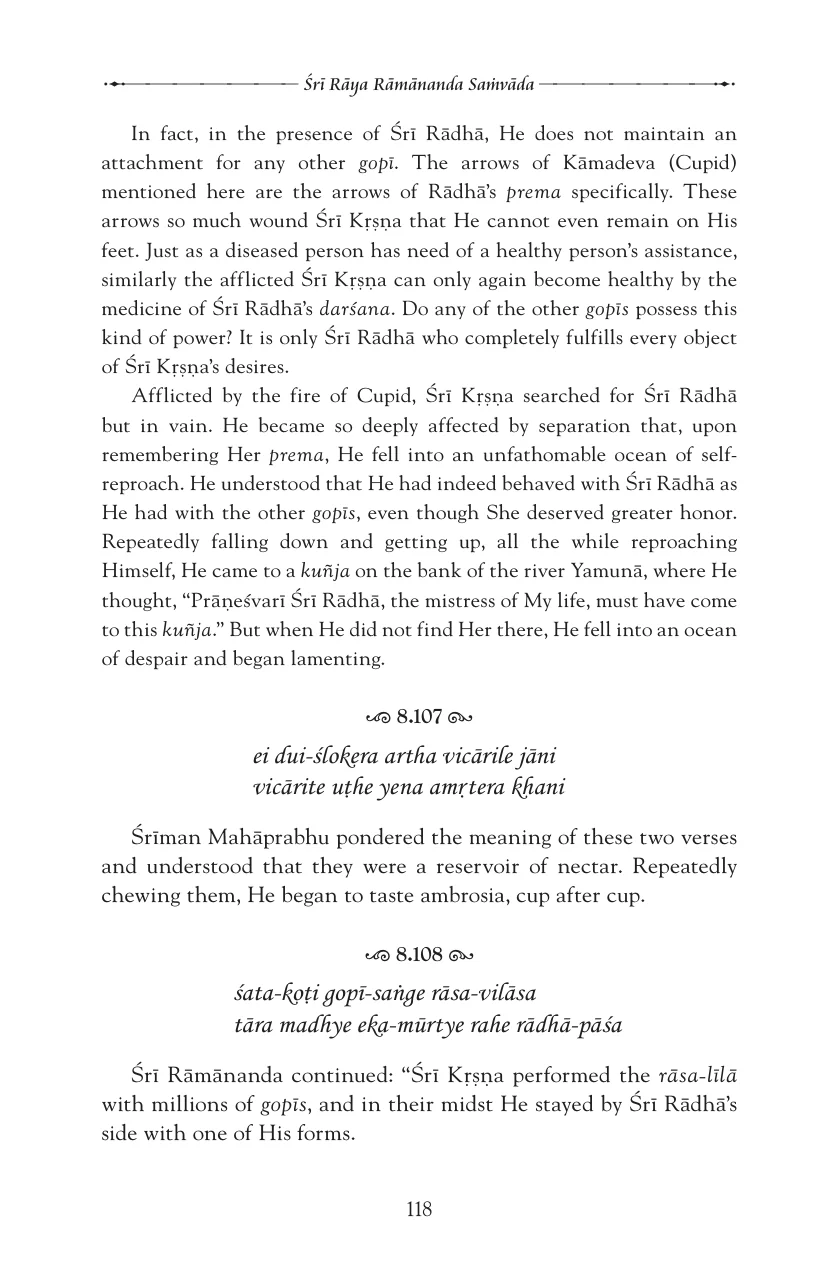 Śrī Rāya Rāmānanda Saṁvāda
In fact, in the presence of Śrī Rādhā, He does not maintain an
attachment for any other gopī. The arrows of Kāmadeva (Cupid)
mentioned here are the arrows of Rādhā’s prema specifically. These
arrows so much wound Śrī Kṛṣṇa that He cannot even remain on His
feet. Just as a diseased person has need of a healthy person’s assistance,
similarly the afflicted Śrī Kṛṣṇa can only again become healthy by the
medicine of Śrī Rādhā’s darśana. Do any of the other gopīs possess this
kind of power? It is only Śrī Rādhā who completely fulfills every object
of Śrī Kṛṣṇa’s desires.
Afflicted by the fire of Cupid, Śrī Kṛṣṇa searched for Śrī Rādhā
but in vain. He became so deeply affected by separation that, upon
remembering Her prema, He fell into an unfathomable ocean of self-
reproach. He understood that He had indeed behaved with Śrī Rādhā as
He had with the other gopīs, even though She deserved greater honor.
Repeatedly falling down and getting up, all the while reproaching
Himself, He came to a kuñja on the bank of the river Yamunā, where He
thought, “Prāṇeśvarī Śrī Rādhā, the mistress of My life, must have come
to this kuñja.” But when He did not find Her there, He fell into an ocean
of despair and began lamenting.
8.107
ei dui-ślokera artha vicārile jāni
vicārite uṭhe yena amṛtera khani
Śrīman Mahāprabhu pondered the meaning of these two verses
and understood that they were a reservoir of nectar. Repeatedly
chewing them, He began to taste ambrosia, cup after cup.
8.108
śata-koṭi gopī-saṅge rāsa-vilāsa
tāra madhye eka-mūrtye rahe rādhā-pāśa
Śrī Rāmānanda continued: “Śrī Kṛṣṇa performed the rāsa-līlā
with millions of gopīs, and in their midst He stayed by Śrī Rādhā’s
side with one of His forms.
118